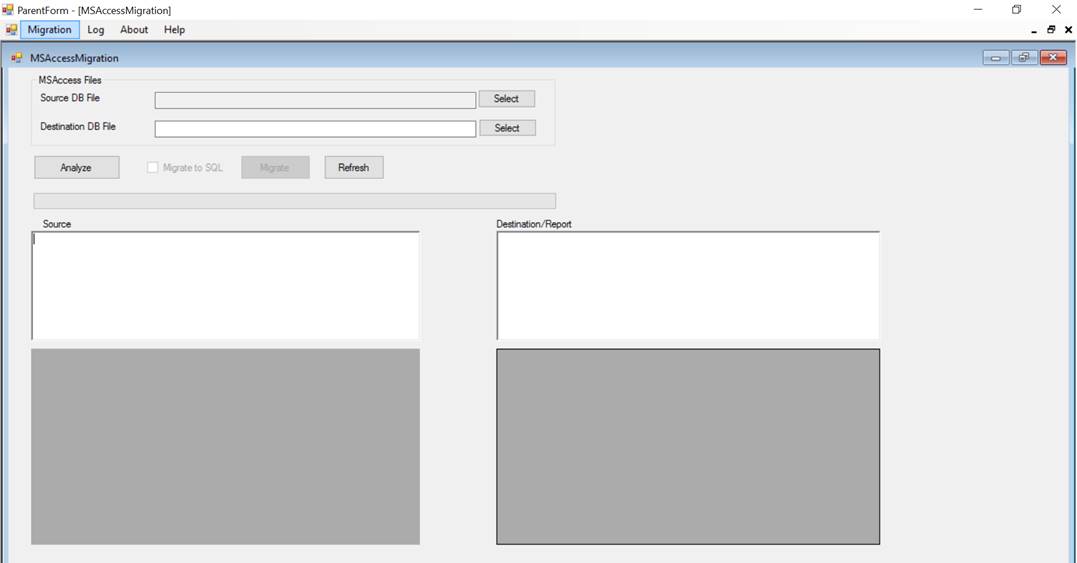 ParentForm - [MSAccessMigration]
Migration Log About Help
MSAccessMigration
MSAccess Files
Source DB File Select
Destination DB File Select
Analyze Migrate to SQL Migrate Refresh
Source Destination/Report